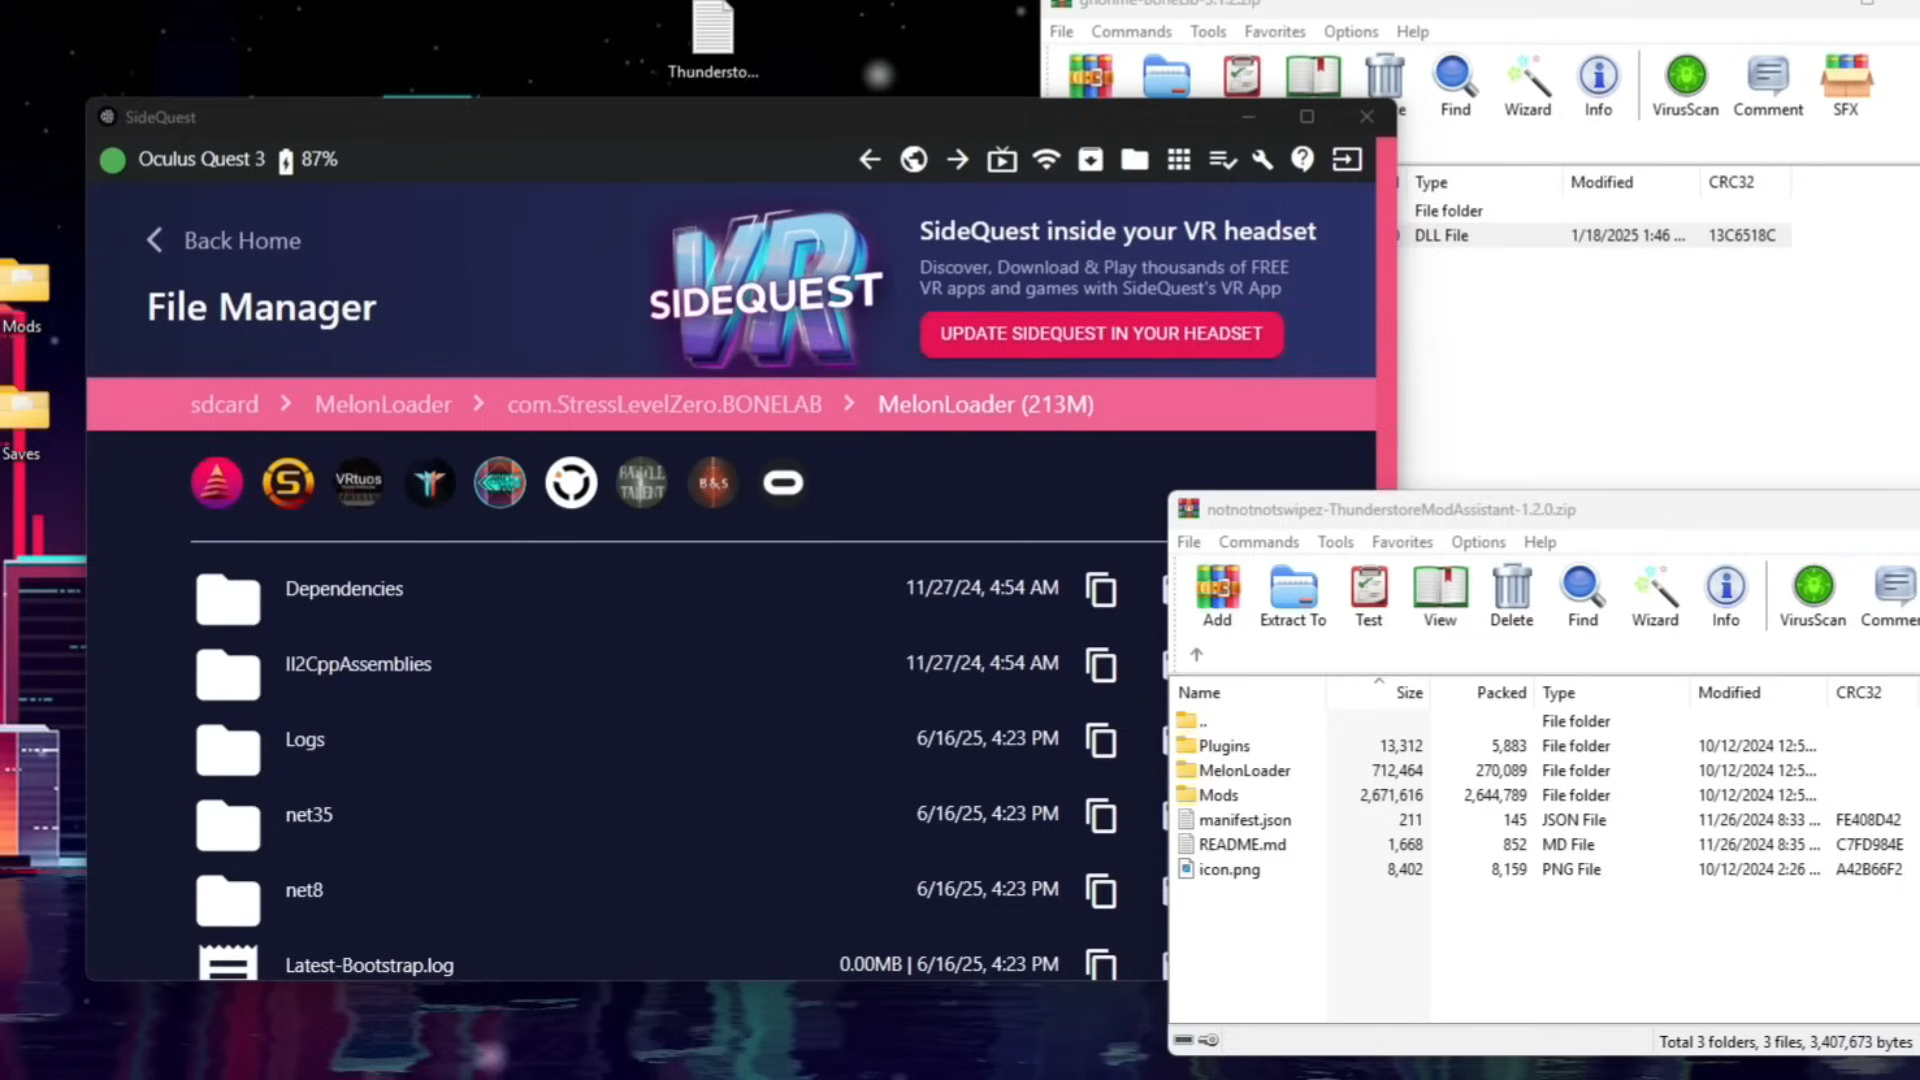 Thundersto...
Mods
Saves
gnonme-BoneLib-3.1.2.zip
File Commands Tools Favorites Options Help
Find Wizard Info VirusScan Comment SFX
Type Modified CRC32
File folder
DLL File 1/18/2025 1:46 ... 13C6518C
SideQuest
Oculus Quest 3 87%
Back Home
File Manager
VR
SIDEQUEST
SideQuest inside your VR headset
Discover, Download & Play thousands of FREE
VR apps and games with SideQuest's VR App
UPDATE SIDEQUEST IN YOUR HEADSET
sdcard > MelonLoader > com.StressLevelZero.BONELAB > MelonLoader (213M)
S VRtuos BATTLE TALENT B&S
Dependencies 11/27/24, 4:54 AM
Il2CppAssemblies 11/27/24, 4:54 AM
Logs 6/16/25, 4:23 PM
net35 6/16/25, 4:23 PM
net8 6/16/25, 4:23 PM
Latest-Bootstrap.log 0.00MB | 6/16/25, 4:23 PM
notnotnotswipez-ThunderstoreModAssistant-1.2.0.zip
File Commands Tools Favorites Options Help
Add Extract To Test View Delete Find Wizard Info VirusScan Commen
Name Size Packed Type Modified CRC32
.. File folder
Plugins 13,312 5,883 File folder 10/12/2024 12:5...
MelonLoader 712,464 270,089 File folder 10/12/2024 12:5...
Mods 2,671,616 2,644,789 File folder 10/12/2024 12:5...
manifest.json 211 145 JSON File 11/26/2024 8:33 ... FE408D42
README.md 1,668 852 MD File 11/26/2024 8:35 ... C7FD984E
icon.png 8,402 8,159 PNG File 10/12/2024 2:26 ... A42B66F2
Total 3 folders, 3 files, 3,407,673 bytes